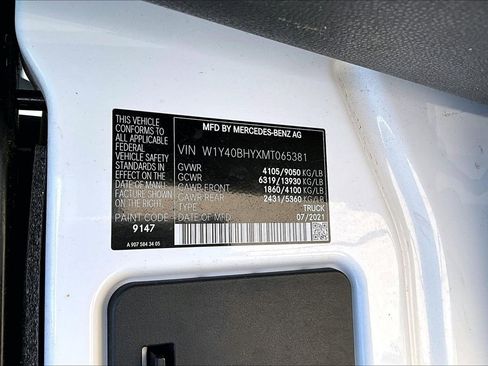 MFD BY MERCEDES-BENZ AG
THIS VEHICLE
CONFORMS TO
ALL APPLICABLE
FEDERAL
VEHICLE SAFETY
STANDARDS IN
EFFECT ON THE
DATE OF MANU-
FACTURE SHOWN
ON THE RIGHT.
PAINT CODE
9147
A 907 584 34 05
VIN W1Y40BHYXMT065381
GVWR 4105/9050 KG/LB
GCWR 6319/13930 KG/LB
GAWR FRONT 1860/4100 KG/LB
GAWR REAR 2431/5360 KG/LB
TYPE TRUCK
DATE OF MFD 07/2021